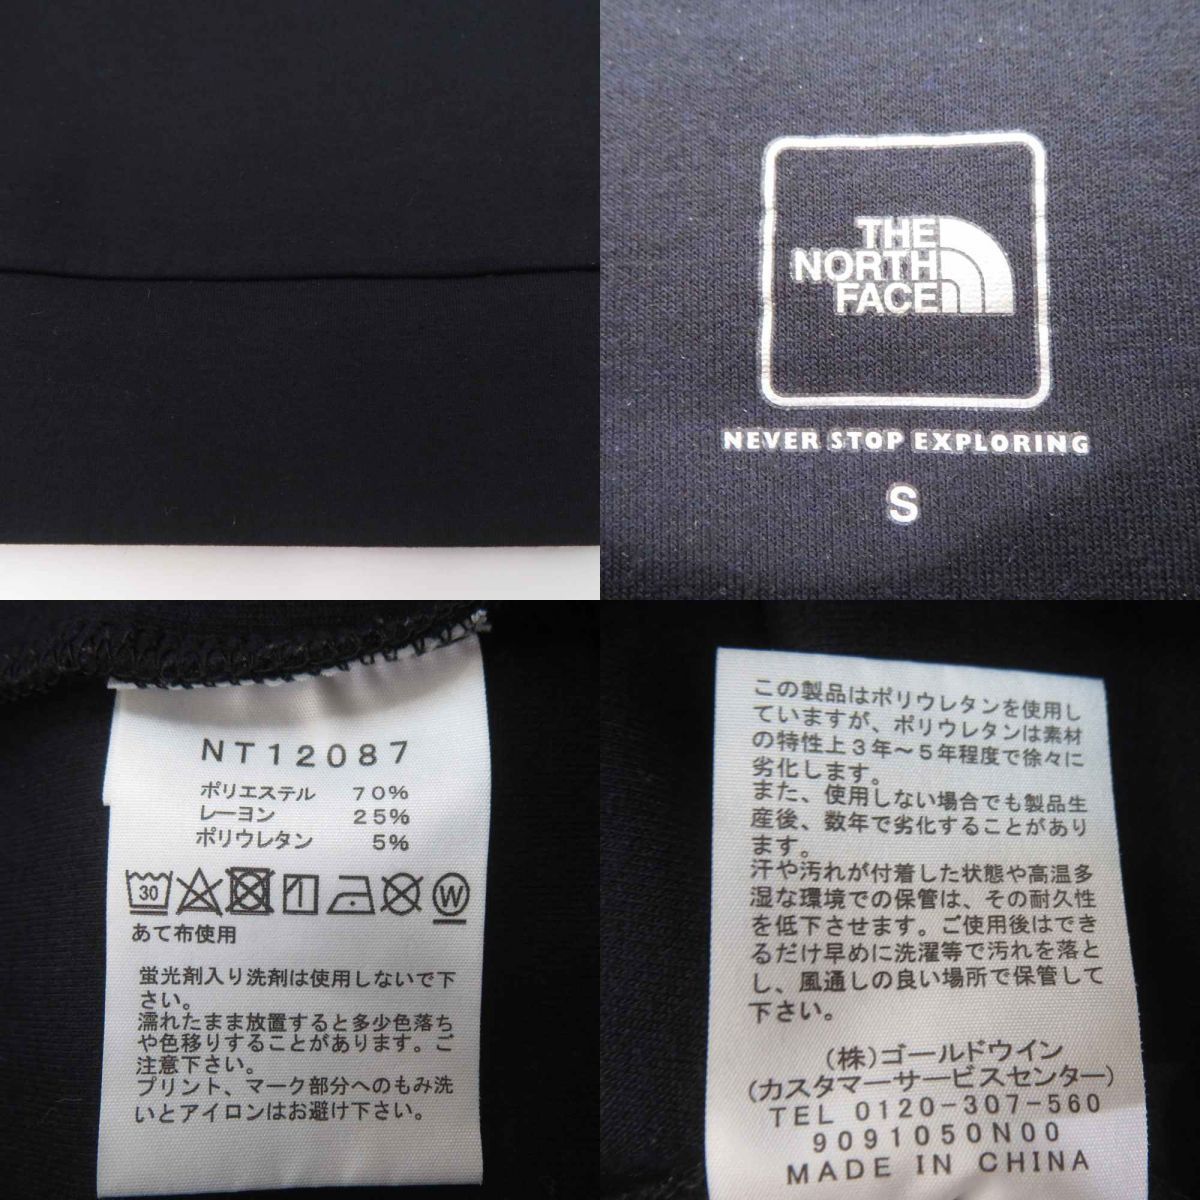 THE
NORTH
FACE
NEVER STOP EXPLORING
S
NT12087
ポリエステル 70%
レーヨン 25%
ポリウレタン 5%
30
W
あて布使用
蛍光剤入り洗剤は使用しないで下
さい。
濡れたまま放置すると多少色落ち
や色移りすることがあります。ご
注意下さい。
プリント、マーク部分へのもみ洗
いとアイロンはお避け下さい。
この製品はポリウレタンを使用し
ていますが、ポリウレタンは素材
の特性上3年～5年程度で徐々に
劣化します。
また、使用しない場合でも製品生
産後、数年で劣化することがあり
ます。
汗や汚れが付着した状態や高温多
湿な環境での保管は、その耐久性
を低下させます。ご使用後はでき
るだけ早めに洗濯等で汚れを落と
し、風通しの良い場所で保管して
下さい。
(株)ゴールドウイン
(カスタマーサービスセンター)
TEL 0120-307-560
9091050N00
MADE IN CHINA